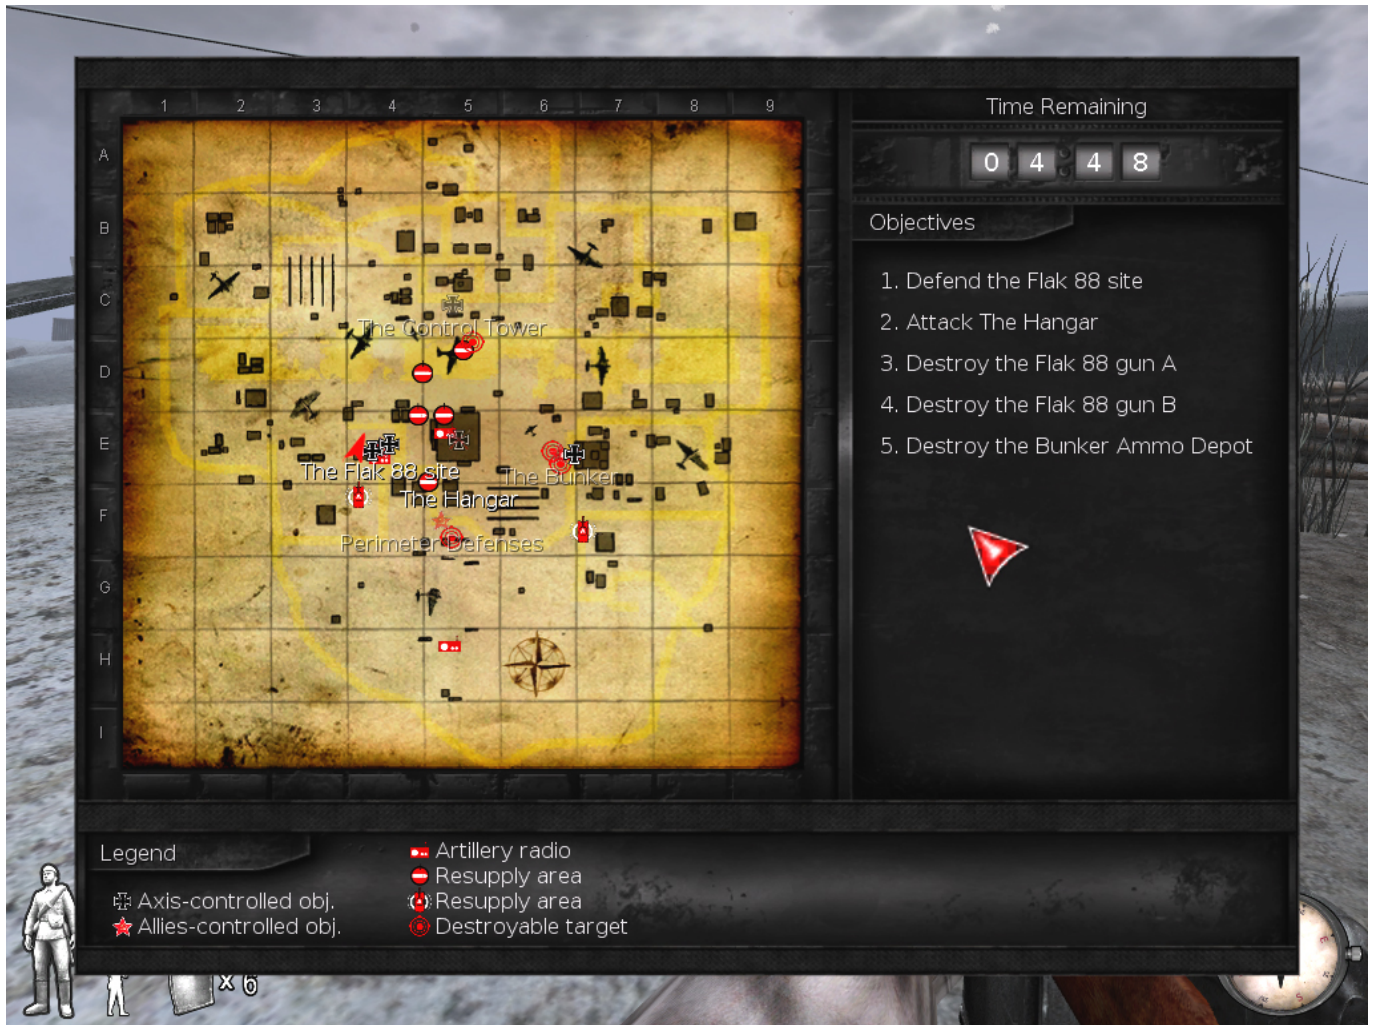 1 2 3 4 5 6 7 8 9
Time Remaining
0 4 4 8
A
B
C
D
E
F
G
H
I
The Control Tower
The Flak 88 site
The Bunker
The Hangar
Perimeter Defenses
Objectives
1. Defend the Flak 88 site
2. Attack The Hangar
3. Destroy the Flak 88 gun A
4. Destroy the Flak 88 gun B
5. Destroy the Bunker Ammo Depot
Legend
Axis-controlled obj.
Allies-controlled obj.
Artillery radio
Resupply area
Resupply area
Destroyable target
x 6